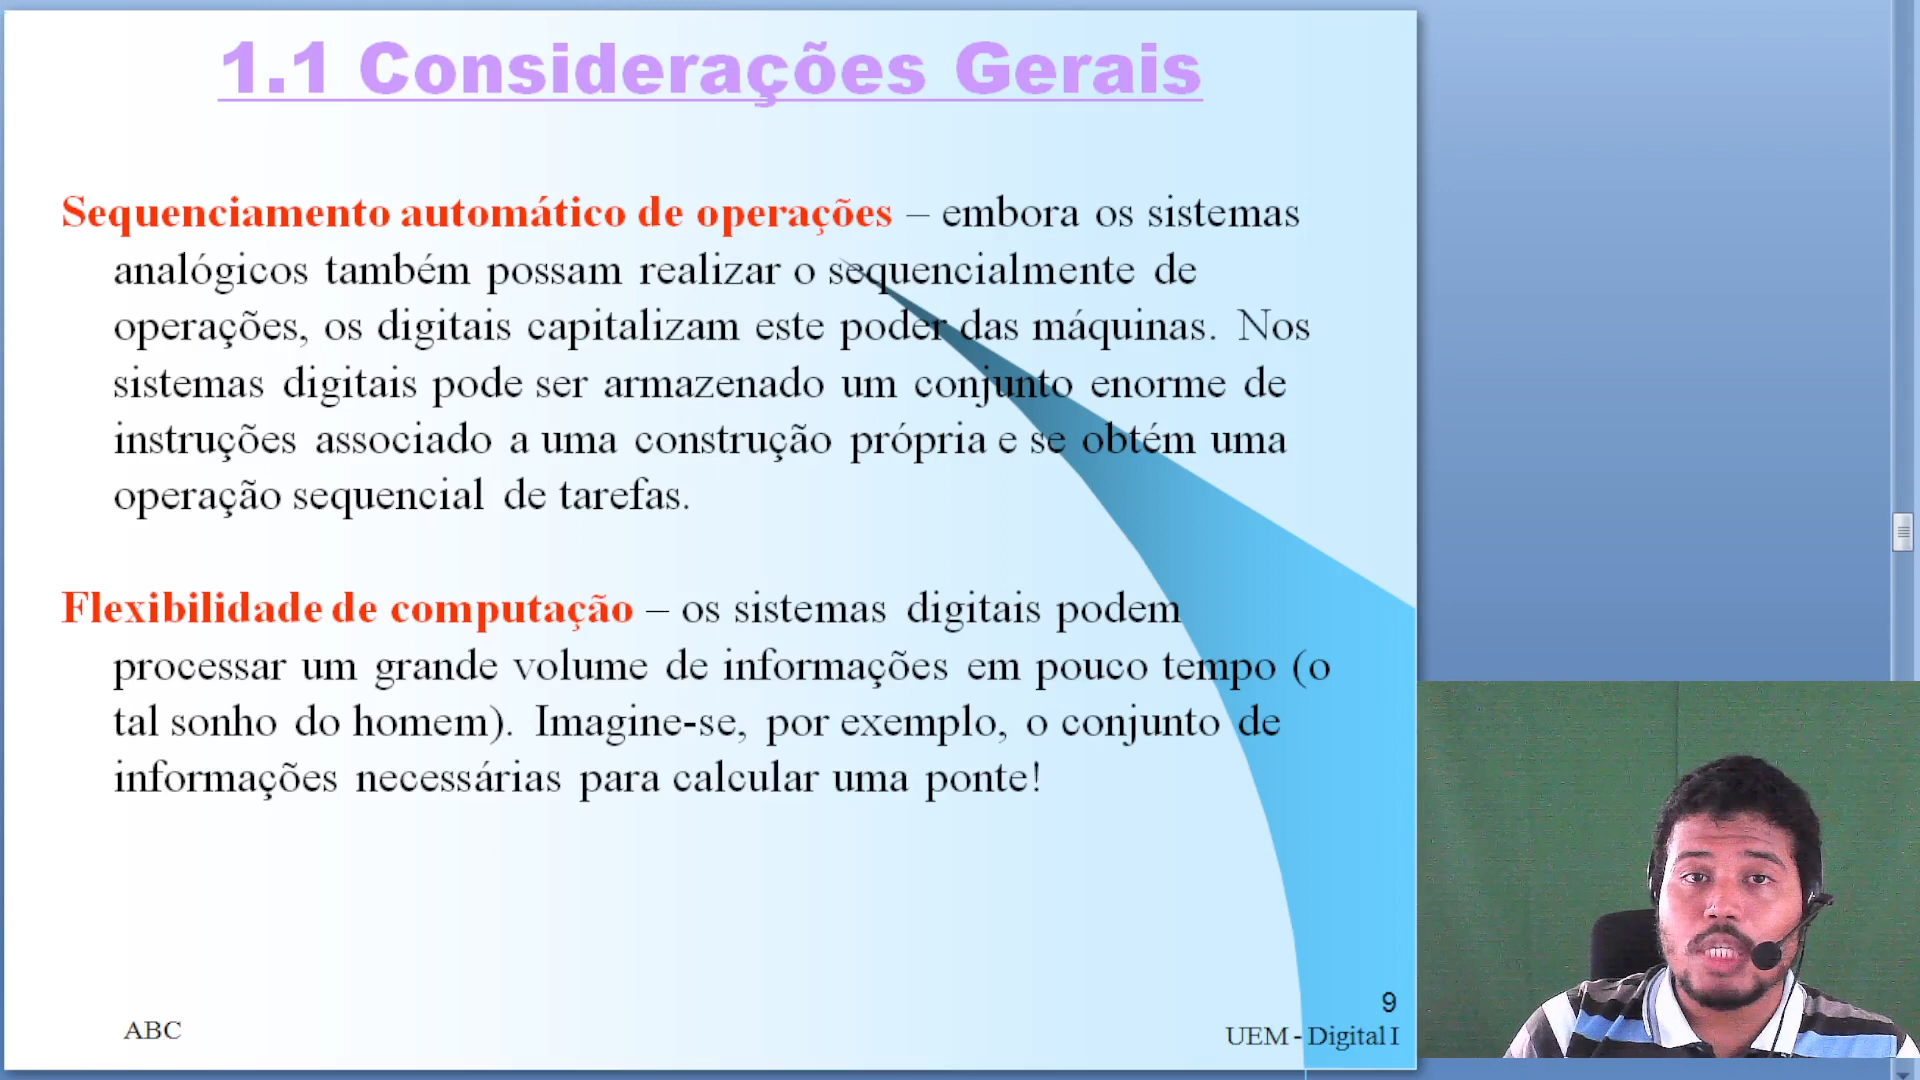 1.1 Considerações Gerais
Sequenciamento automático de operações – embora os sistemas
analógicos também possam realizar o sequencialmente de
operações, os digitais capitalizam este poder das máquinas. Nos
sistemas digitais pode ser armazenado um conjunto enorme de
instruções associado a uma construção própria e se obtém uma
operação sequencial de tarefas.
Flexibilidade de computação – os sistemas digitais podem
processar um grande volume de informações em pouco tempo (o
tal sonho do homem). Imagine-se, por exemplo, o conjunto de
informações necessárias para calcular uma ponte!
9
ABC
UEM - Digital I